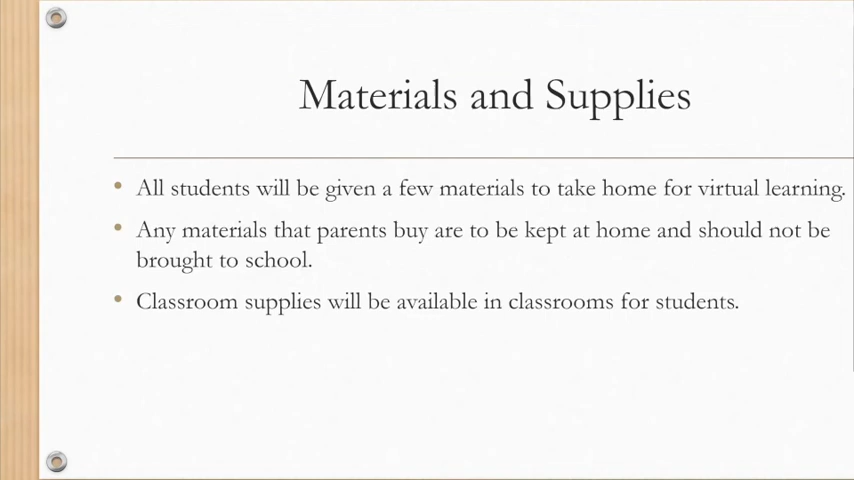 Materials and Supplies
• All students will be given a few materials to take home for virtual learning.
• Any materials that parents buy are to be kept at home and should not be
brought to school.
• Classroom supplies will be available in classrooms for students.